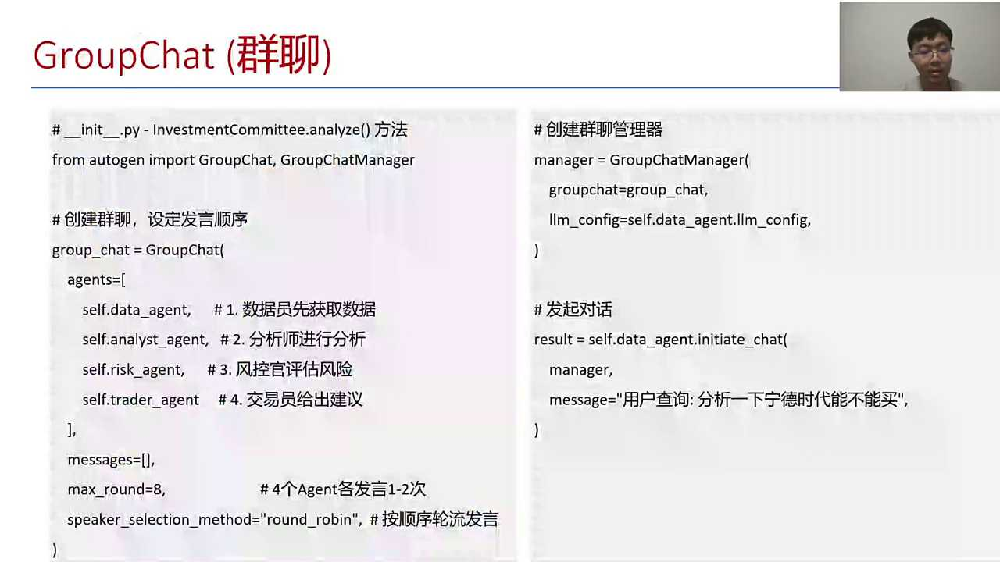 GroupChat (群聊)
# __init__.py - InvestmentCommittee.analyze() 方法
from autogen import GroupChat, GroupChatManager
# 创建群聊，设定发言顺序
group_chat = GroupChat(
agents=[
self.data_agent, # 1. 数据员先获取数据
self.analyst_agent, # 2. 分析师进行分析
self.risk_agent, # 3. 风控官评估风险
self.trader_agent # 4. 交易员给出建议
],
messages=[],
max_round=8, # 4个Agent各发言1-2次
speaker_selection_method="round_robin", # 按顺序轮流发言
)
# 创建群聊管理器
manager = GroupChatManager(
groupchat=group_chat,
llm_config=self.data_agent.llm_config,
)
# 发起对话
result = self.data_agent.initiate_chat(
manager,
message="用户查询: 分析一下宁德时代能不能买",
)